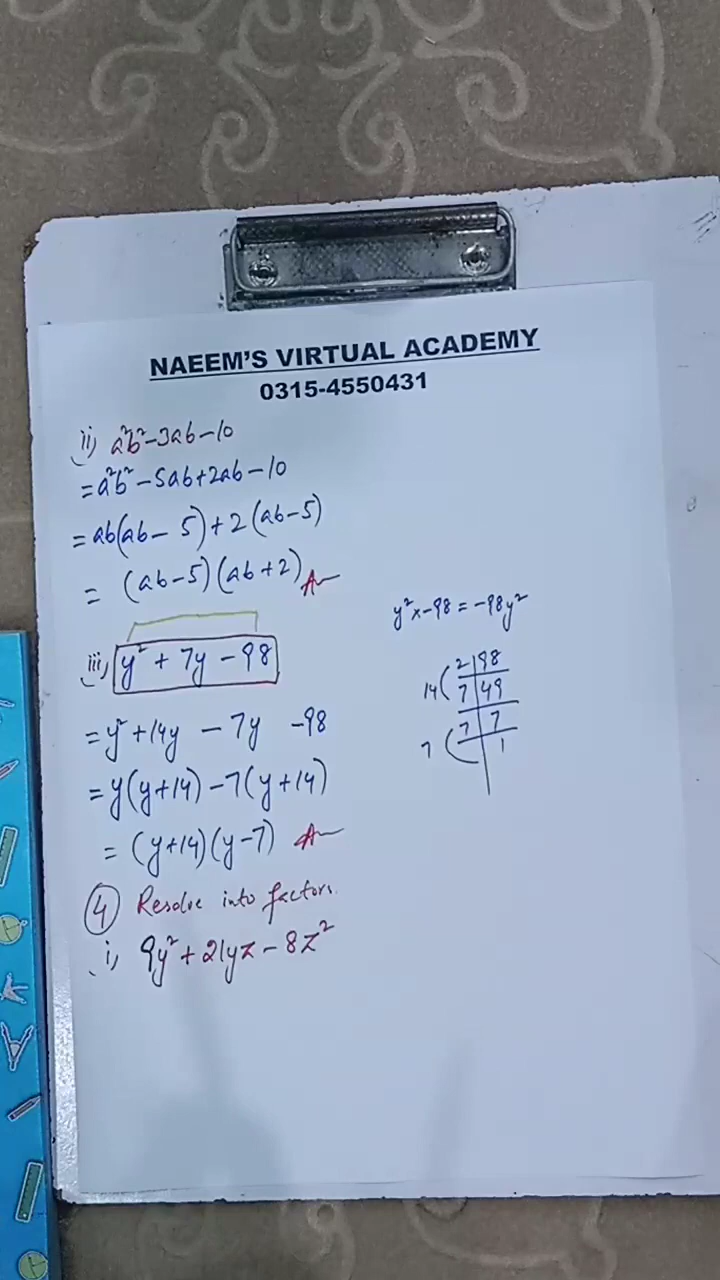 NAEEM'S VIRTUAL ACADEMY
0315-4550431
ii) a²b²-3ab-10
=a²b²-5ab+2ab-10
=ab(ab-5)+2(ab-5)
= (ab-5)(ab+2)
iii) y²+7y-98
=y²+14y-7y-98
=y(y+14)-7(y+14)
= (y+14)(y-7)
④ Resolve into factors.
i) 9y²+21yz-8z²
y²x-98=-98y²
2|98
14( 7|49
7|7
7( |1